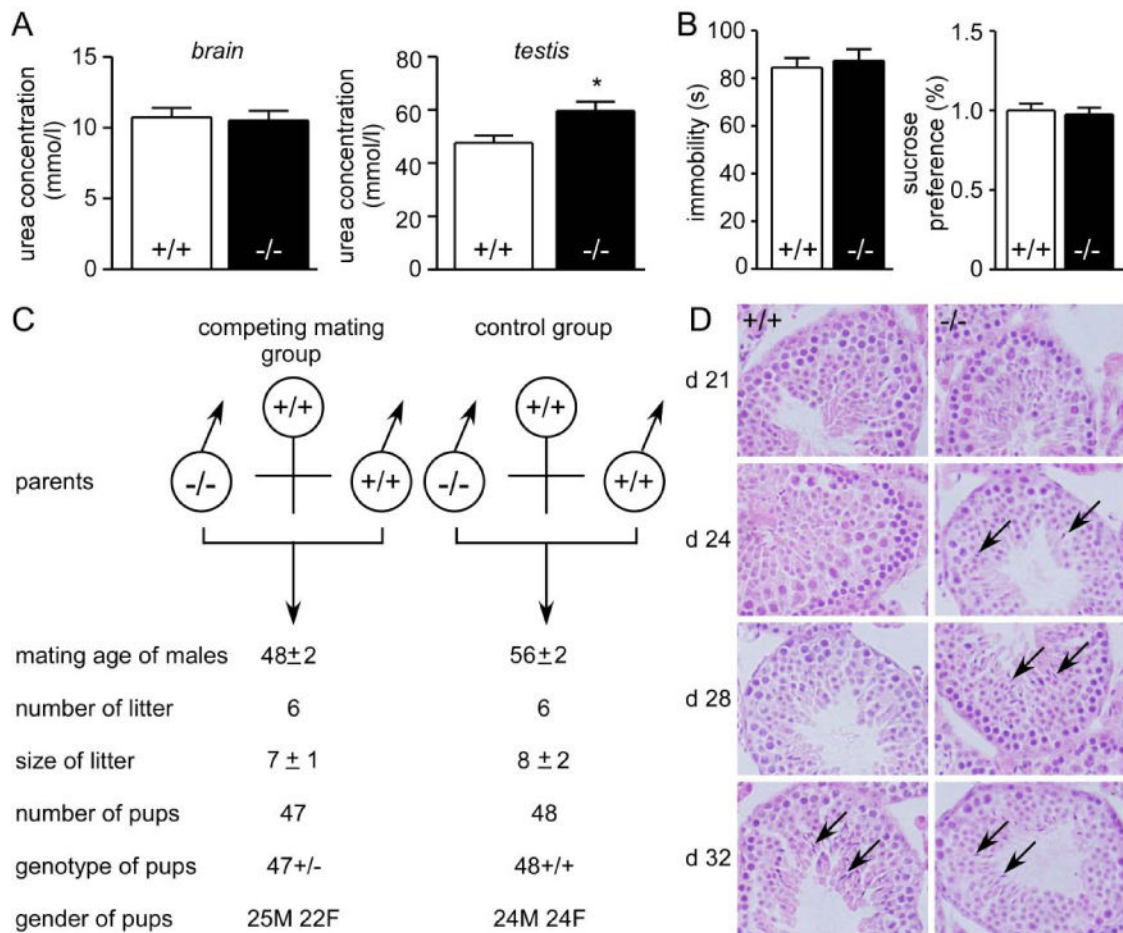 A
brain
urea concentration
(mmo/l)
15
10
5
0
+/+
-/-
testis
urea concentration
(mmol/l)
80
60
40
20
0
*
+/+
-/-
B
immobility (s)
100
80
60
40
20
0
+/+
-/-
sucrose
preference (%)
1.5
1.0
0.5
0
+/+
-/-
C
competing mating
group
control group
+/+
+/+
parents
-/-
+/+
-/-
+/+
mating age of males 48±2 56±2
number of litter 6 6
size of litter 7 ± 1 8 ± 2
number of pups 47 48
genotype of pups 47+/- 48+/+
gender of pups 25M 22F 24M 24F
D
+/+
-/-
d 21
d 24
d 28
d 32